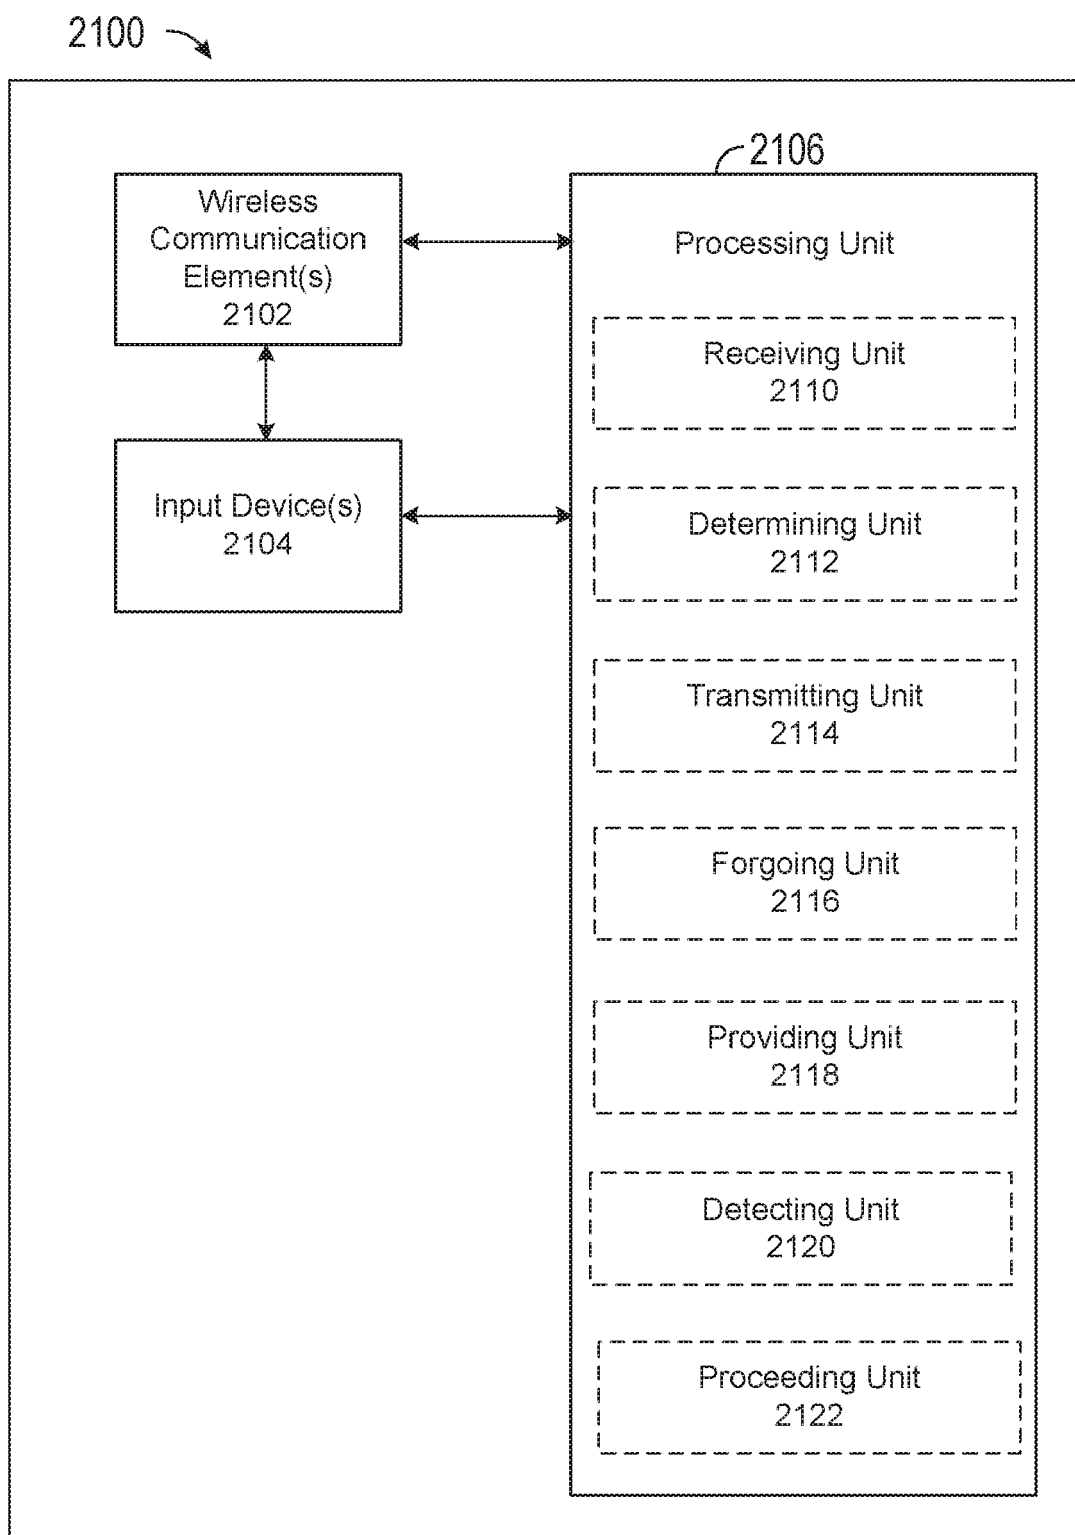 2100
2106
Wireless
Communication
Element(s)
2102
Input Device(s)
2104
Processing Unit
Receiving Unit
2110
Determining Unit
2112
Transmitting Unit
2114
Forgoing Unit
2116
Providing Unit
2118
Detecting Unit
2120
Proceeding Unit
2122